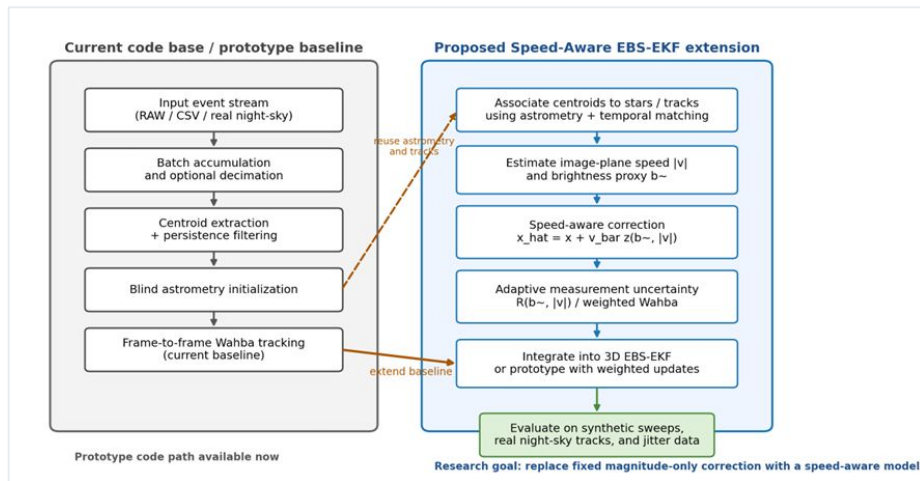 Current code base / prototype baseline
Input event stream
(RAW / CSV / real night-sky)
Batch accumulation
and optional decimation
Centroid extraction
+ persistence filtering
Blind astrometry initialization
Frame-to-frame Wahba tracking
(current baseline)
Prototype code path available now
reuse astrometry
and tracks
extend baseline
Proposed Speed-Aware EBS-EKF extension
Associate centroids to stars / tracks
using astrometry + temporal matching
Estimate image-plane speed |v|
and brightness proxy b~
Speed-aware correction
x_hat = x + v_bar z(b~, |v|)
Adaptive measurement uncertainty
R(b~, |v|) / weighted Wahba
Integrate into 3D EBS-EKF
or prototype with weighted updates
Evaluate on synthetic sweeps,
real night-sky tracks, and jitter data
Research goal: replace fixed magnitude-only correction with a speed-aware model